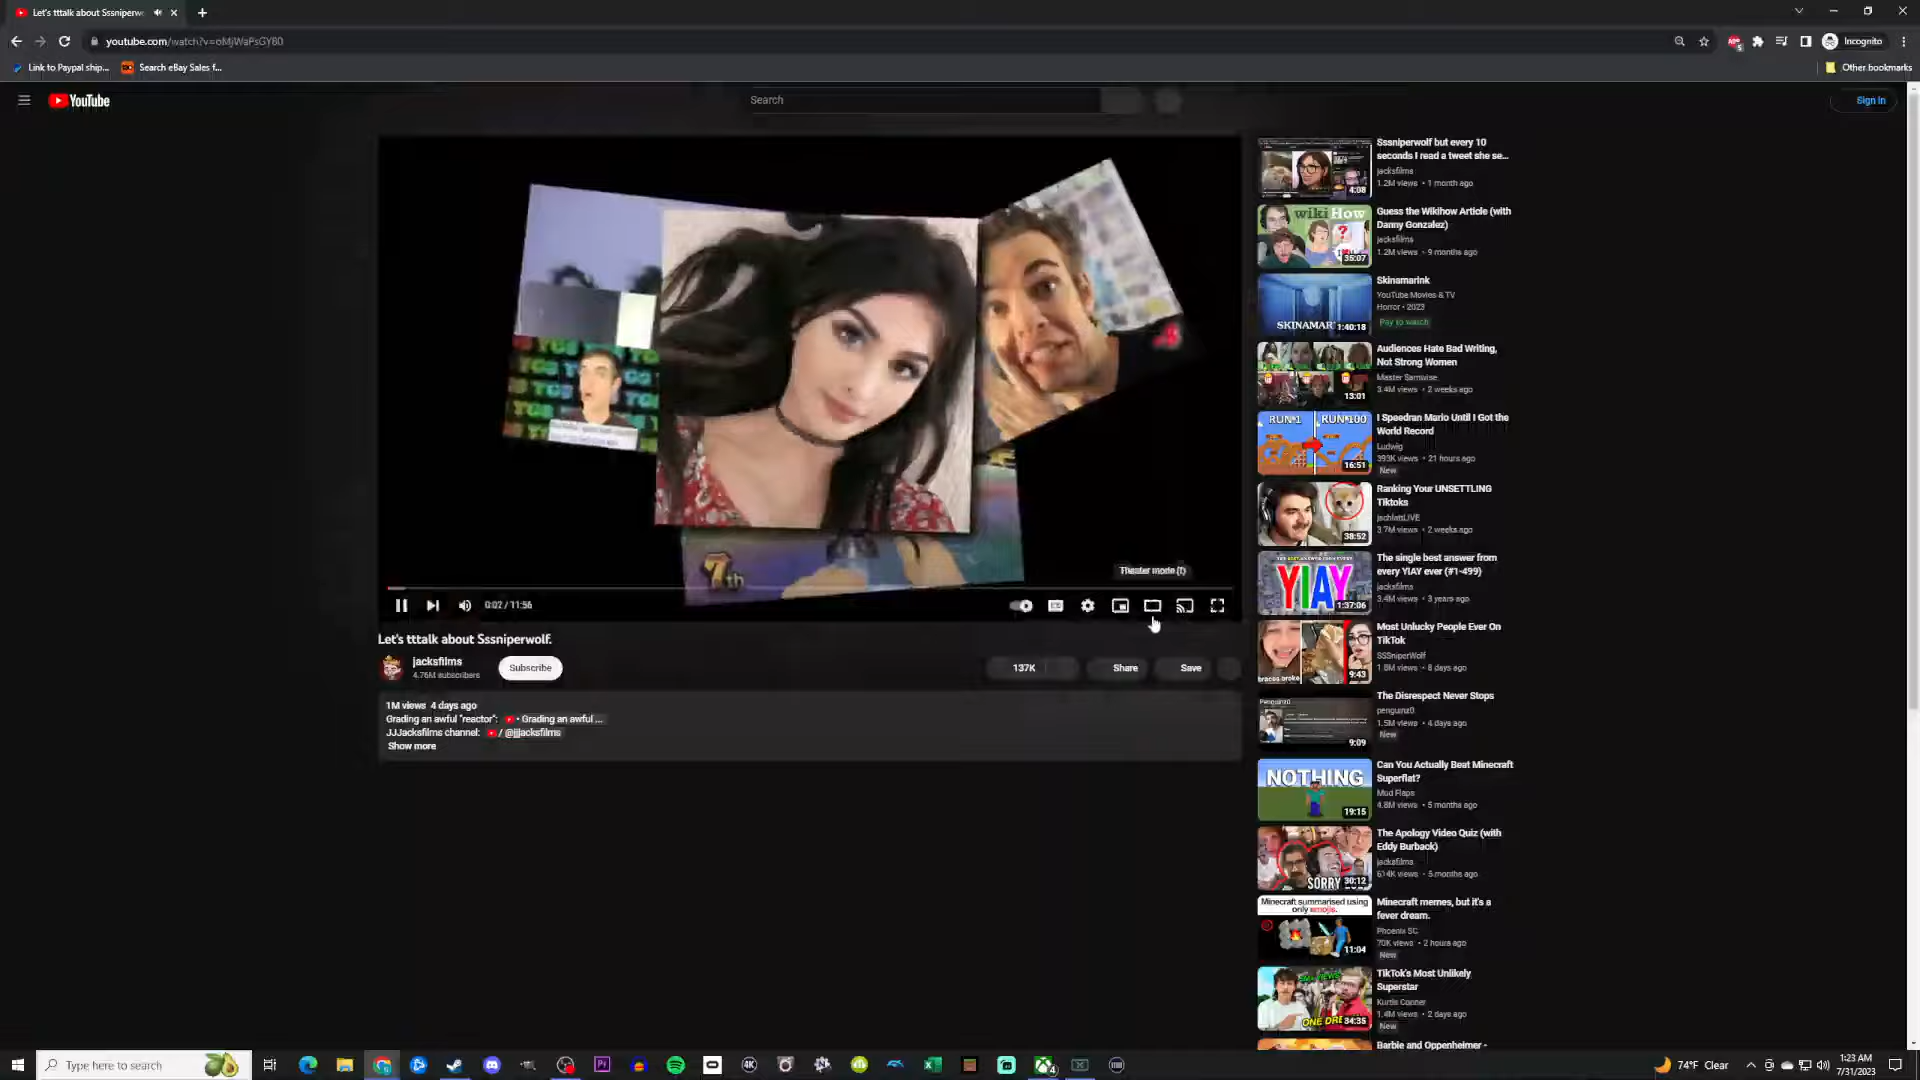 Let's tttalk about Sssniperw
youtube.com/watch?v=oMjWaPsGY80
Incognito
Link to Paypal ship...
Search eBay Sales f...
Other bookmarks
YouTube
Search
Sign in
7th
Theater mode (t)
0:02 / 11:56
Let's tttalk about Sssniperwolf.
jacksfilms
4.76M subscribers
Subscribe
137K
Share
Save
1M views 4 days ago
Grading an awful "reactor": • Grading an awful ...
JJJacksfilms channel: / @jjjacksfilms
Show more
4:08
Sssniperwolf but every 10
seconds I read a tweet she se...
jacksfilms
1.2M views • 1 month ago
wikiHow
35:07
Guess the Wikihow Article (with
Danny Gonzalez)
jacksfilms
1.2M views • 9 months ago
SKINAMAR
1:40:18
Skinamarink
YouTube Movies & TV
Horror • 2023
Pay to watch
13:01
Audiences Hate Bad Writing,
Not Strong Women
Master Samwise
3.4M views • 2 weeks ago
RUN 1
RUN 100
16:51
I Speedran Mario Until I Got the
World Record
Ludwig
393K views • 21 hours ago
New
38:52
Ranking Your UNSETTLING
Tiktoks
jschlattLIVE
3.7M views • 2 weeks ago
YIAY
1:37:06
The single best answer from
every YIAY ever (#1-499)
jacksfilms
3.4M views • 3 years ago
braces broke
9:43
Most Unlucky People Ever On
TikTok
SSSniperWolf
1.8M views • 8 days ago
Penguinz0
9:09
The Disrespect Never Stops
penguinz0
1.5M views • 4 days ago
New
NOTHING
19:15
Can You Actually Beat Minecraft
Superflat?
Mud Flaps
4.8M views • 5 months ago
SORRY
30:12
The Apology Video Quiz (with
Eddy Burback)
jacksfilms
614K views • 5 months ago
Minecraft summarised using
only emojis.
11:04
Minecraft memes, but it's a
fever dream.
Phoenix SC
70K views • 2 hours ago
New
ONE DRE
34:35
TikTok's Most Unlikely
Superstar
Kurtis Conner
1.4M views • 2 days ago
New
Barbie and Oppenheimer -
Type here to search
74°F Clear
1:23 AM
7/31/2023